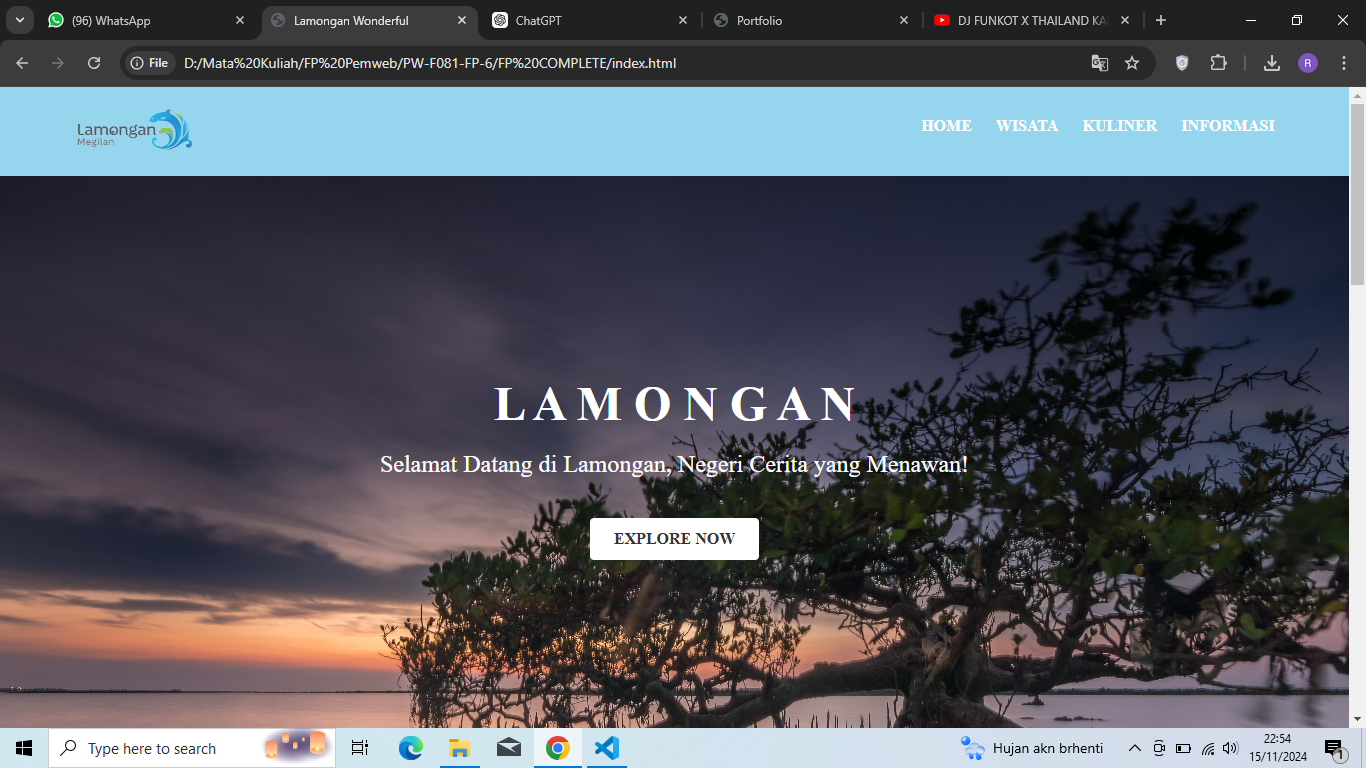 (96) WhatsApp
Lamongan Wonderful
ChatGPT
Portfolio
DJ FUNKOT X THAILAND KA
File
D:/Mata%20Kuliah/FP%20Pemweb/PW-F081-FP-6/FP%20COMPLETE/index.html
R
Lamongan
Megilan
HOME WISATA KULINER INFORMASI
LAMONGAN
Selamat Datang di Lamongan, Negeri Cerita yang Menawan!
EXPLORE NOW
Type here to search
Hujan akn brhenti
22:54
15/11/2024
1